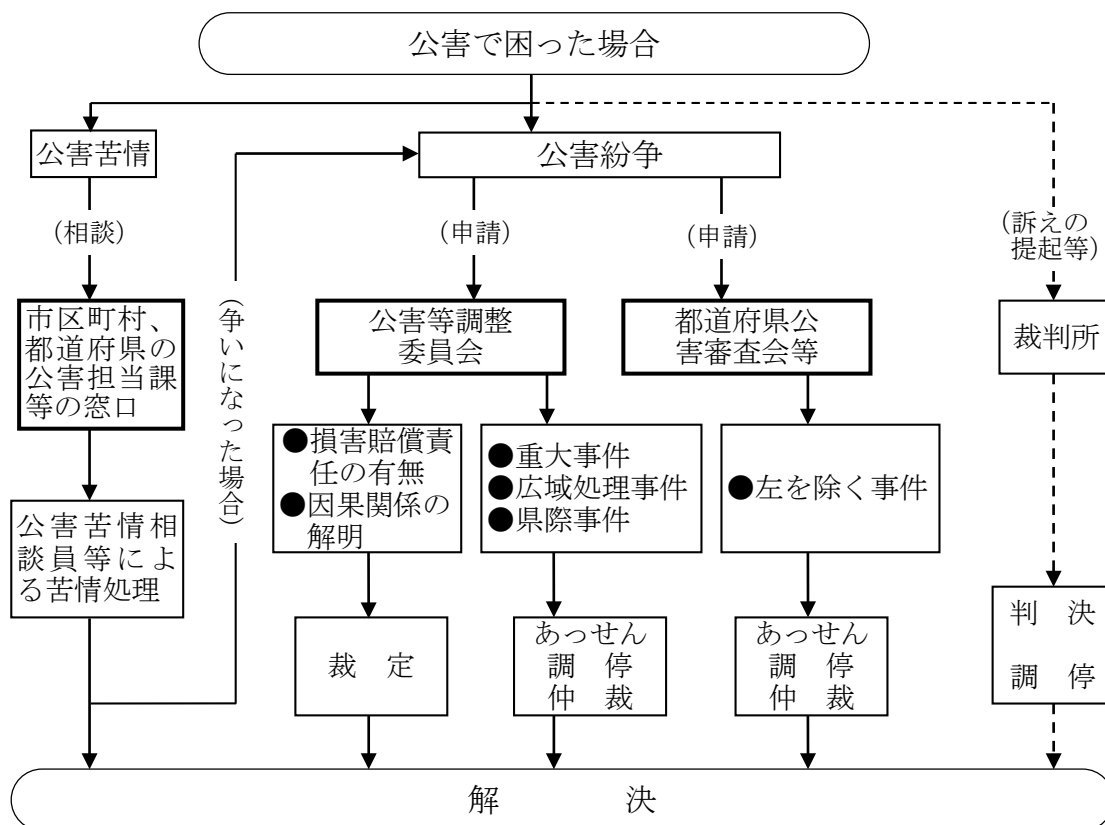 公害で困った場合
公害苦情
公害紛争
(相談)
(申請)
(申請)
(訴えの
提起等)
市区町村、
都道府県の
公害担当課
等の窓口
(争いになった場合)
公害等調整
委員会
都道府県公
害審査会等
裁判所
●損害賠償責
任の有無
●因果関係の
解明
●重大事件
●広域処理事件
●県際事件
●左を除く事件
公害苦情相
談員等によ
る苦情処理
裁 定
あっせん
調 停
仲 裁
あっせん
調 停
仲 裁
判 決
調 停
解 決